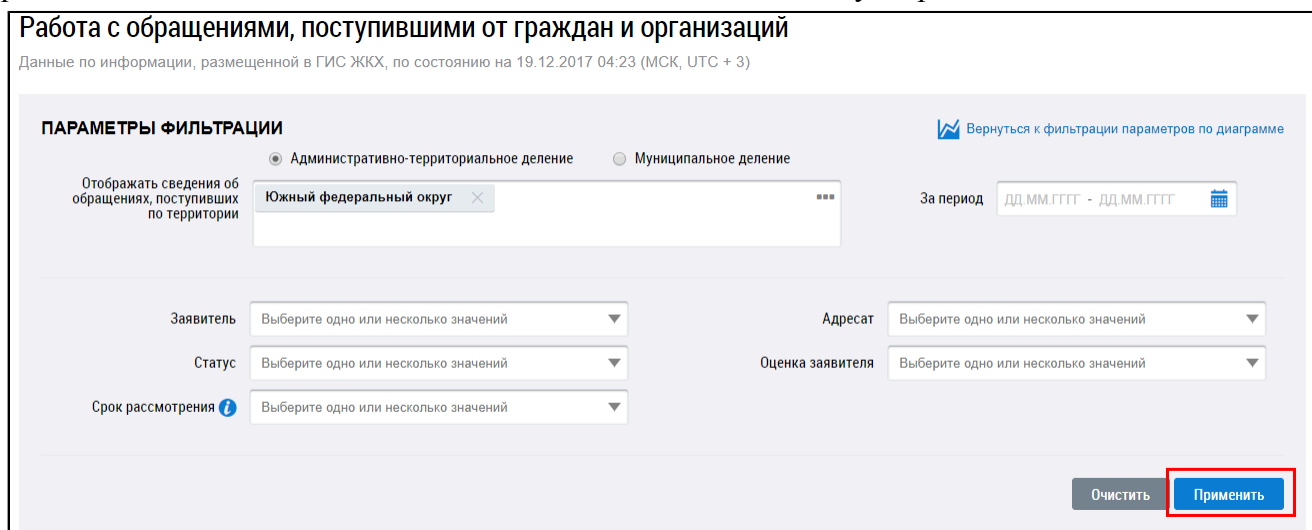 Работа с обращениями, поступившими от граждан и организаций
Данные по информации, размещенной в ГИС ЖКХ, по состоянию на 19.12.2017 04:23 (МСК, UTC + 3)
ПАРАМЕТРЫ ФИЛЬТРАЦИИ
Вернуться к фильтрации параметров по диаграмме
Административно-территориальное деление
Муниципальное деление
Отображать сведения об
обращениях, поступивших
по территории
Южный федеральный округ
За период
ДД.ММ.ГГГГ - ДД.ММ.ГГГГ
Заявитель
Выберите одно или несколько значений
Адресат
Выберите одно или несколько значений
Статус
Выберите одно или несколько значений
Оценка заявителя
Выберите одно или несколько значений
Срок рассмотрения
Выберите одно или несколько значений
Очистить
Применить